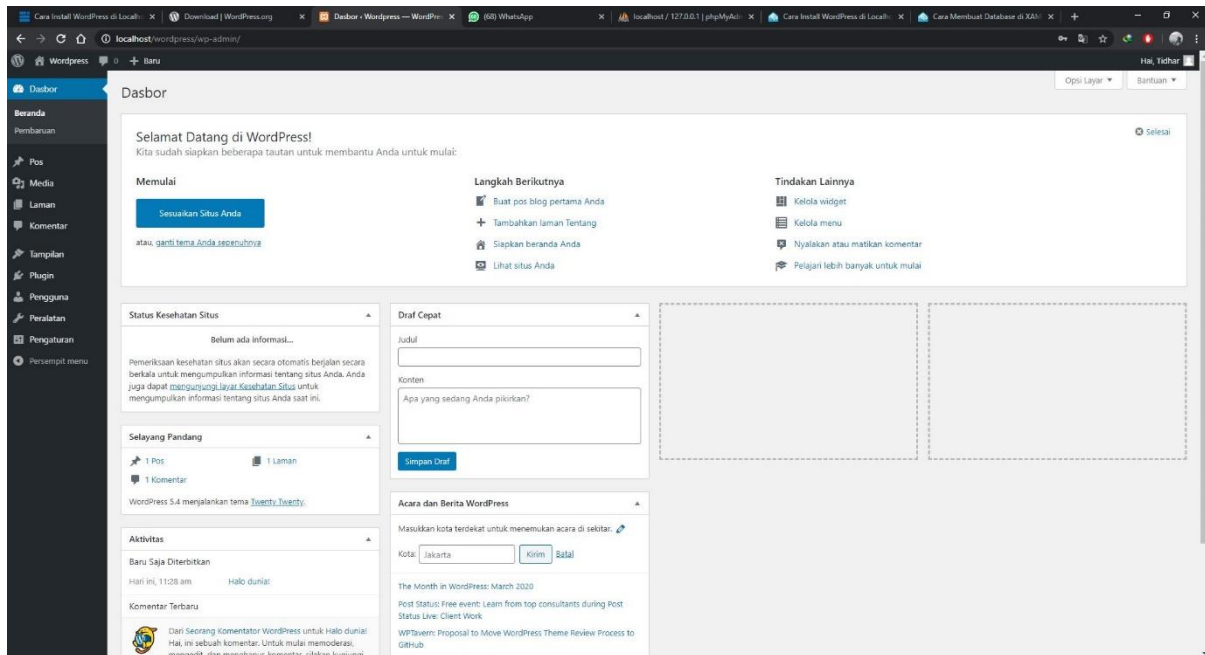 Cara Install WordPress di Localho
Download | WordPress.org
Dasbor ‹ Wordpress — WordPres
(68) WhatsApp
localhost / 127.0.0.1 | phpMyAdm
Cara Install WordPress di Localho
Cara Membuat Database di XAM
localhost/wordpress/wp-admin/
Wordpress
0
Baru
Hai, Tidhar
Dasbor
Beranda
Pembaruan
Pos
Media
Laman
Komentar
Tampilan
Plugin
Pengguna
Peralatan
Pengaturan
Persempit menu
Dasbor
Opsi Layar
Bantuan
Selamat Datang di WordPress!
Kita sudah siapkan beberapa tautan untuk membantu Anda untuk mulai:
Selesai
Memulai
Sesuaikan Situs Anda
atau, ganti tema Anda sepenuhnya
Langkah Berikutnya
Buat pos blog pertama Anda
Tambahkan laman Tentang
Siapkan beranda Anda
Lihat situs Anda
Tindakan Lainnya
Kelola widget
Kelola menu
Nyalakan atau matikan komentar
Pelajari lebih banyak untuk mulai
Status Kesehatan Situs
Belum ada informasi...
Pemeriksaan kesehatan situs akan secara otomatis berjalan secara
berkala untuk mengumpulkan informasi tentang situs Anda. Anda
juga dapat mengunjungi layar Kesehatan Situs untuk
mengumpulkan informasi tentang situs Anda saat ini.
Selayang Pandang
1 Pos
1 Laman
1 Komentar
WordPress 5.4 menjalankan tema Twenty Twenty.
Aktivitas
Baru Saja Diterbitkan
Hari ini, 11:28 am
Halo dunia!
Komentar Terbaru
Dari Seorang Komentator WordPress untuk Halo dunia!
Hai, ini sebuah komentar. Untuk mulai memoderasi,
mengedit, dan menghapus komentar, silakan kunjungi
Draf Cepat
Judul
Konten
Apa yang sedang Anda pikirkan?
Simpan Draf
Acara dan Berita WordPress
Masukkan kota terdekat untuk menemukan acara di sekitar.
Kota:
Jakarta
Kirim
Batal
The Month in WordPress: March 2020
Post Status: Free event: Learn from top consultants during Post
Status Live: Client Work
WPTavern: Proposal to Move WordPress Theme Review Process to
GitHub